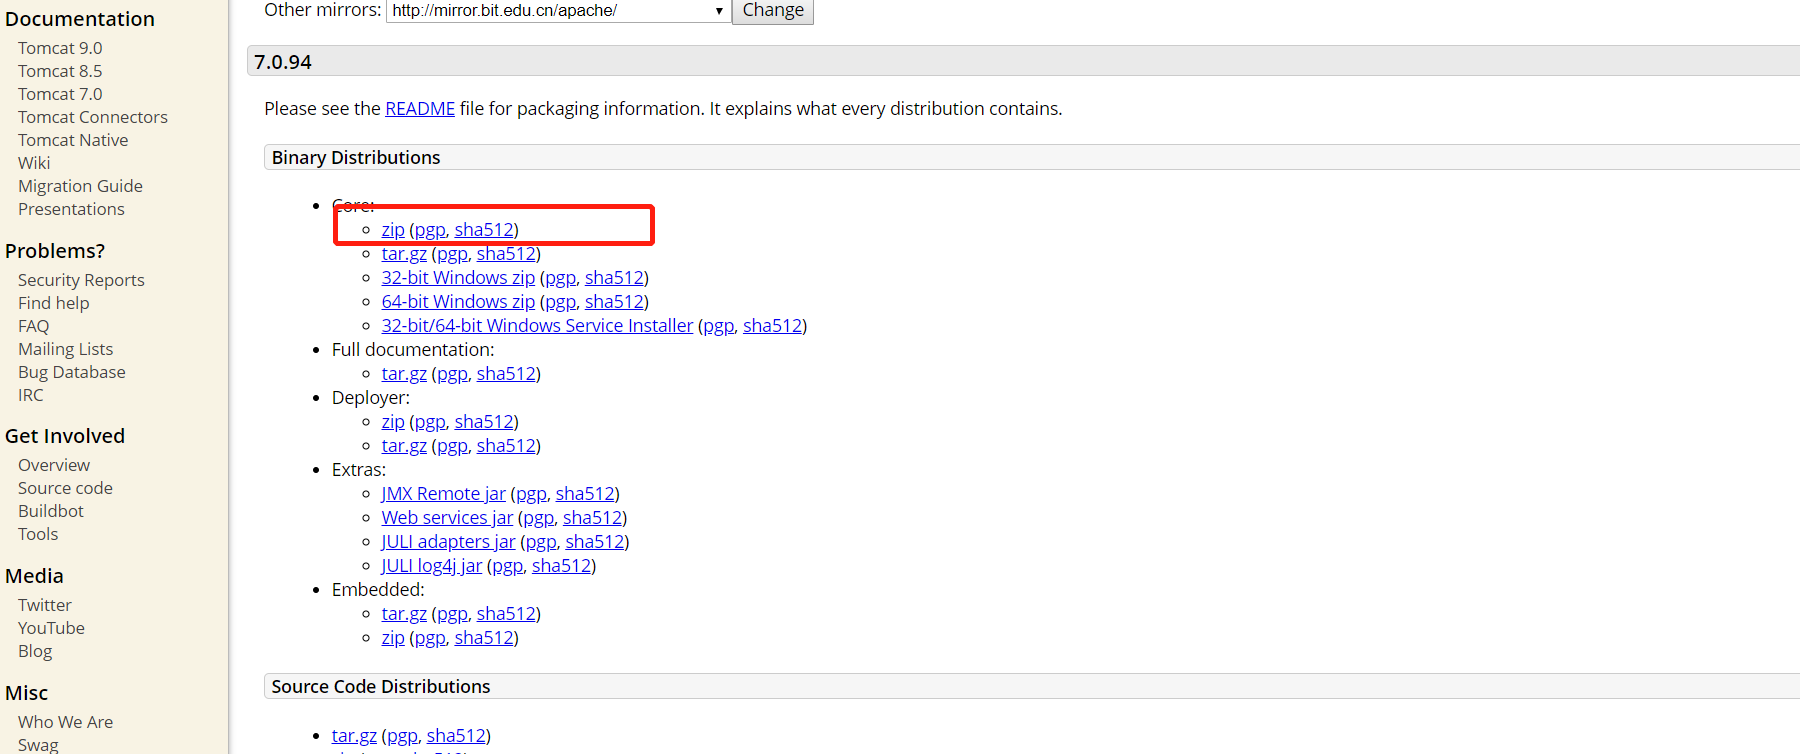 Documentation
Tomcat 9.0
Tomcat 8.5
Tomcat 7.0
Tomcat Connectors
Tomcat Native
Wiki
Migration Guide
Presentations
Problems?
Security Reports
Find help
FAQ
Mailing Lists
Bug Database
IRC
Get Involved
Overview
Source code
Buildbot
Tools
Media
Twitter
YouTube
Blog
Misc
Who We Are
Swag
Other mirrors: http://mirror.bit.edu.cn/apache/ Change
7.0.94
Please see the README file for packaging information. It explains what every distribution contains.
Binary Distributions
Core:
zip (pgp, sha512)
tar.gz (pgp, sha512)
32-bit Windows zip (pgp, sha512)
64-bit Windows zip (pgp, sha512)
32-bit/64-bit Windows Service Installer (pgp, sha512)
Full documentation:
tar.gz (pgp, sha512)
Deployer:
zip (pgp, sha512)
tar.gz (pgp, sha512)
Extras:
JMX Remote jar (pgp, sha512)
Web services jar (pgp, sha512)
JULI adapters jar (pgp, sha512)
JULI log4j jar (pgp, sha512)
Embedded:
tar.gz (pgp, sha512)
zip (pgp, sha512)
Source Code Distributions
tar.gz (pgp, sha512)